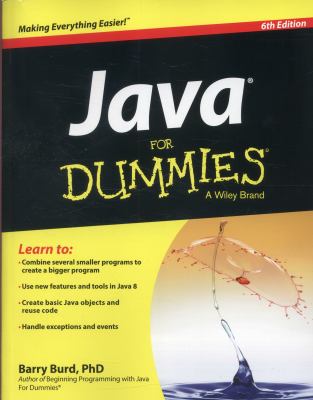 Making Everything Easier!™
6th Edition
Java®
FOR
DUMMIES®
A Wiley Brand
Learn to:
• Combine several smaller programs to
create a bigger program
• Use new features and tools in Java 8
• Create basic Java objects and
reuse code
• Handle exceptions and events
Barry Burd, PhD
Author of Beginning Programming with Java
For Dummies®